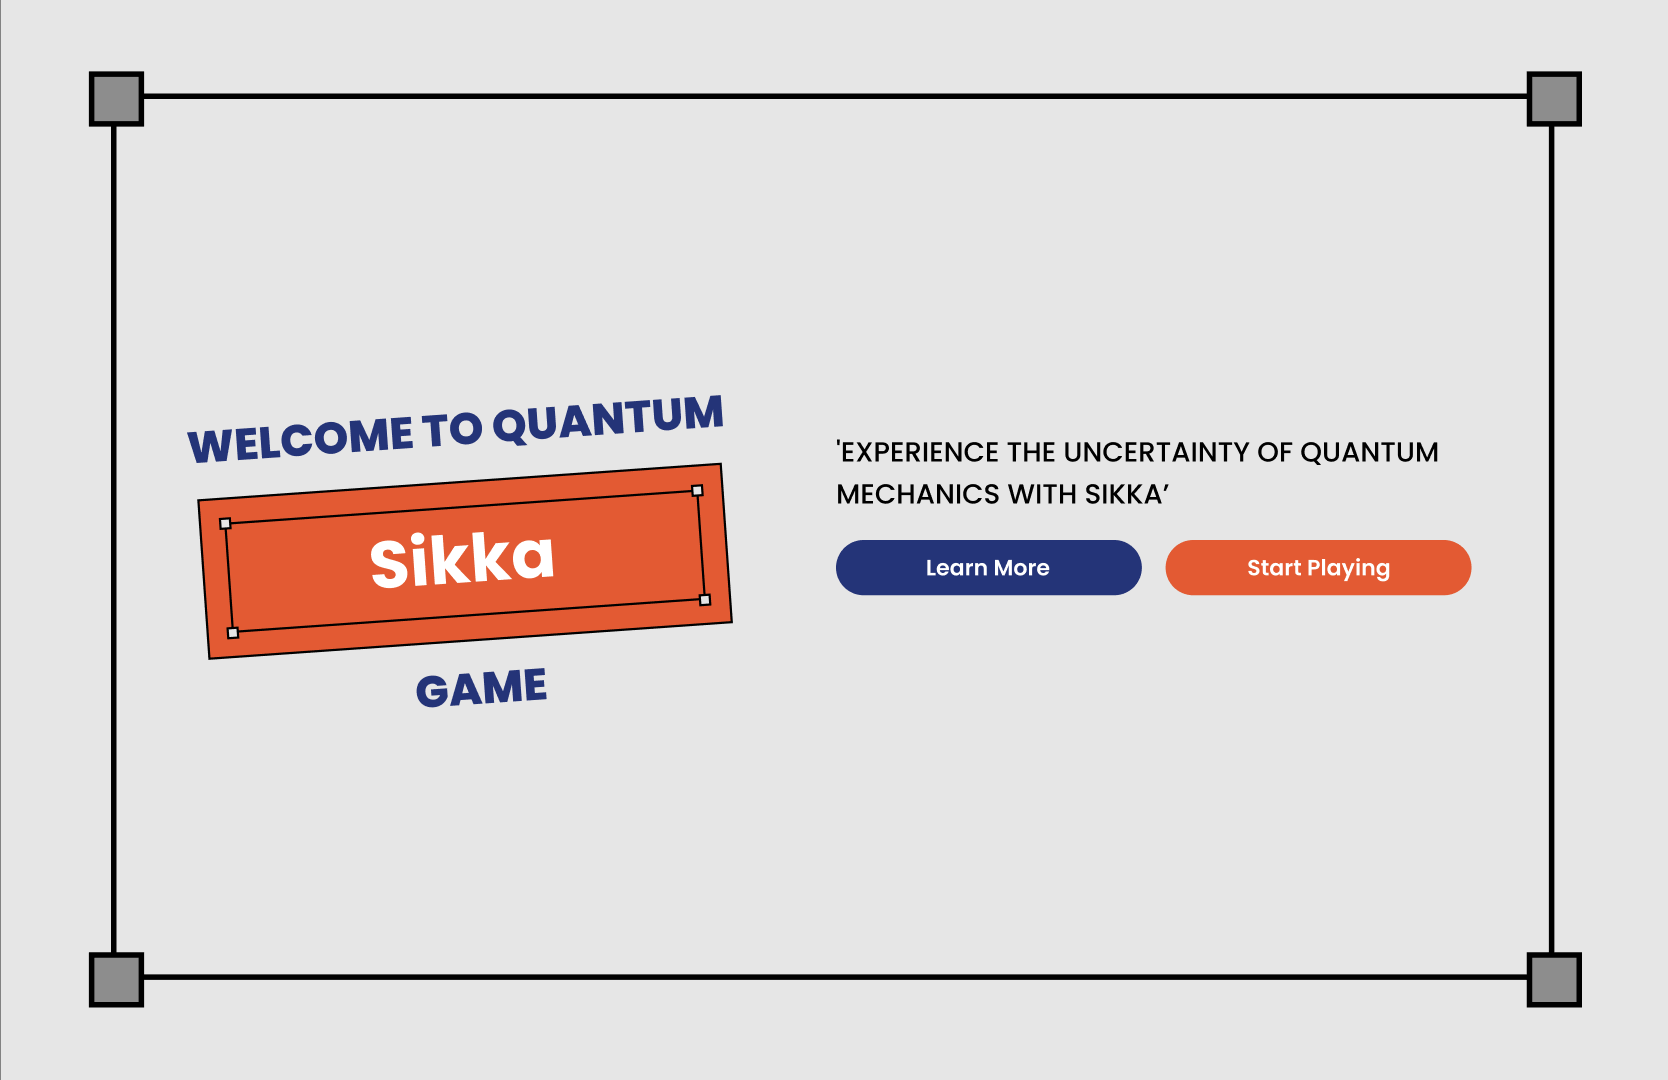 WELCOME TO QUANTUM
Sikka
GAME
'EXPERIENCE THE UNCERTAINTY OF QUANTUM
MECHANICS WITH SIKKA’
Learn More
Start Playing